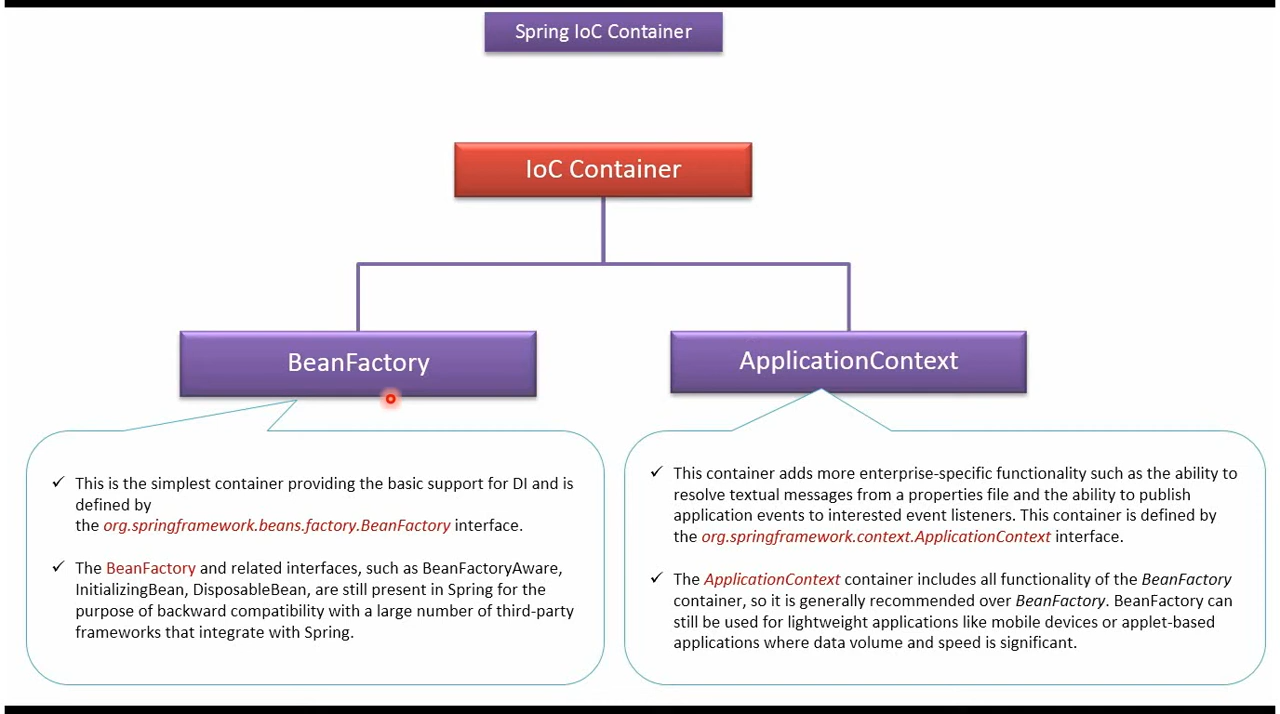 Spring IoC Container
IoC Container
BeanFactory
ApplicationContext
✓ This is the simplest container providing the basic support for DI and is
defined by
the org.springframework.beans.factory.BeanFactory interface.
✓ The BeanFactory and related interfaces, such as BeanFactoryAware,
InitializingBean, DisposableBean, are still present in Spring for the
purpose of backward compatibility with a large number of third-party
frameworks that integrate with Spring.
✓ This container adds more enterprise-specific functionality such as the ability to
resolve textual messages from a properties file and the ability to publish
application events to interested event listeners. This container is defined by
the org.springframework.context.ApplicationContext interface.
✓ The ApplicationContext container includes all functionality of the BeanFactory
container, so it is generally recommended over BeanFactory. BeanFactory can
still be used for lightweight applications like mobile devices or applet-based
applications where data volume and speed is significant.